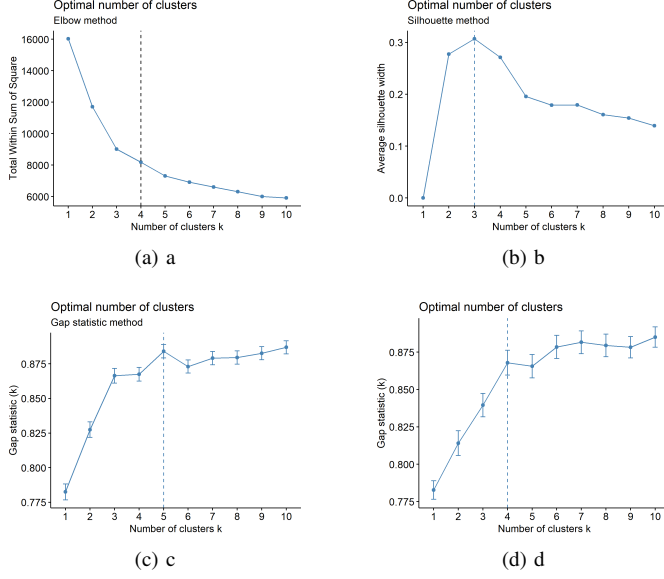 Optimal number of clusters
Elbow method
16000
14000
12000
10000
8000
6000
Total Within Sum of Square
1 2 3 4 5 6 7 8 9 10
Number of clusters k
(a) a
Optimal number of clusters
Silhouette method
0.3
0.2
0.1
0.0
Average silhouette width
1 2 3 4 5 6 7 8 9 10
Number of clusters k
(b) b
Optimal number of clusters
Gap statistic method
0.875
0.850
0.825
0.800
0.775
Gap statistic (k)
1 2 3 4 5 6 7 8 9 10
Number of clusters k
(c) c
Optimal number of clusters
0.875
0.850
0.825
0.800
0.775
Gap statistic (k)
1 2 3 4 5 6 7 8 9 10
Number of clusters k
(d) d